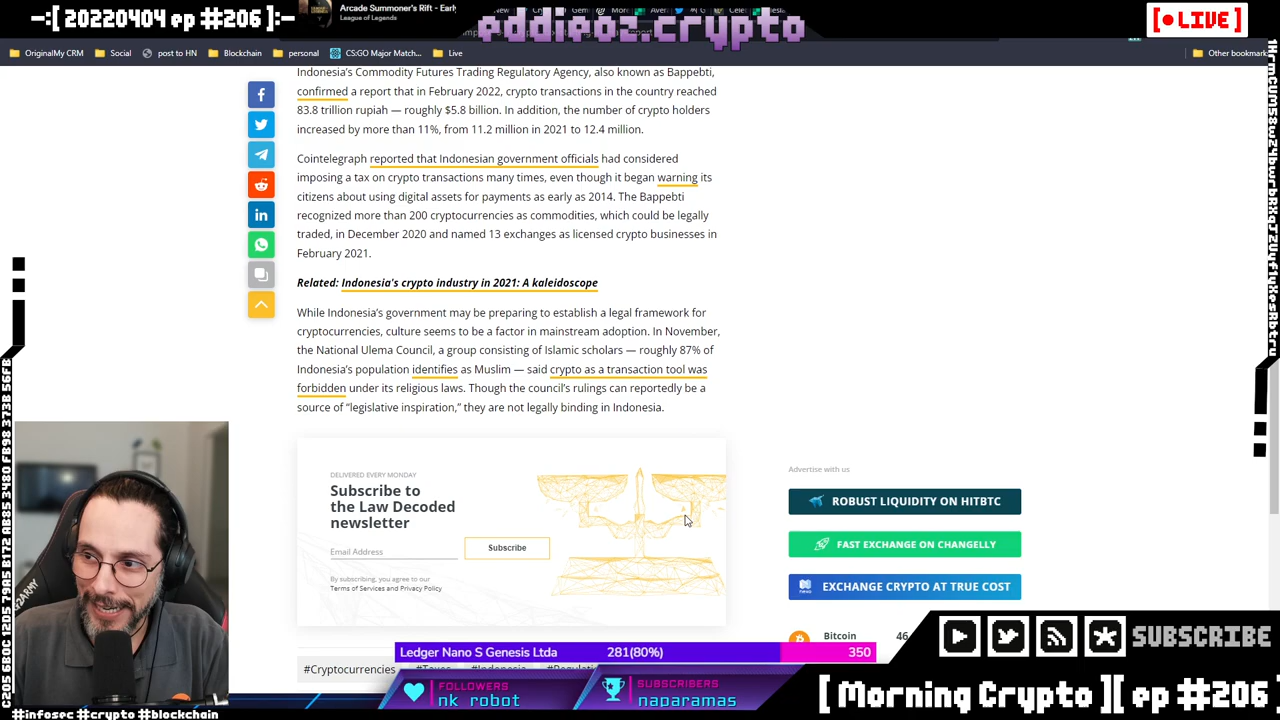 -:[ 20220404 ep #206 ]:-
Arcade Summoner's Rift - Early
League of Legends
eddieoz.crypto
[ LIVE ]
OriginalMy CRM
Social
post to HN
Blockchain
personal
CS:GO Major Match...
Live
Other bookmark
Indonesia's Commodity Futures Trading Regulatory Agency, also known as Bappebti,
confirmed a report that in February 2022, crypto transactions in the country reached
83.8 trillion rupiah — roughly $5.8 billion. In addition, the number of crypto holders
increased by more than 11%, from 11.2 million in 2021 to 12.4 million.
Cointelegraph reported that Indonesian government officials had considered
imposing a tax on crypto transactions many times, even though it began warning its
citizens about using digital assets for payments as early as 2014. The Bappebti
recognized more than 200 cryptocurrencies as commodities, which could be legally
traded, in December 2020 and named 13 exchanges as licensed crypto businesses in
February 2021.
Related: Indonesia's crypto industry in 2021: A kaleidoscope
While Indonesia's government may be preparing to establish a legal framework for
cryptocurrencies, culture seems to be a factor in mainstream adoption. In November,
the National Ulema Council, a group consisting of Islamic scholars — roughly 87% of
Indonesia's population identifies as Muslim — said crypto as a transaction tool was
forbidden under its religious laws. Though the council's rulings can reportedly be a
source of “legislative inspiration,” they are not legally binding in Indonesia.
DELIVERED EVERY MONDAY
Subscribe to
the Law Decoded
newsletter
Email Address
Subscribe
By subscribing, you agree to our
Terms of Services and Privacy Policy
Advertise with us
ROBUST LIQUIDITY ON HITBTC
FAST EXCHANGE ON CHANGELLY
EXCHANGE CRYPTO AT TRUE COST
Bitcoin
46
SUBSCRIBE
Ledger Nano S Genesis Ltda
281(80%)
350
#Cryptocurrencies
FOLLOWERS
nk_robot
SUBSCRIBERS
naparamas
[ Morning Crypto ][ ep #206 ]
#infosec #crypto #blockchain